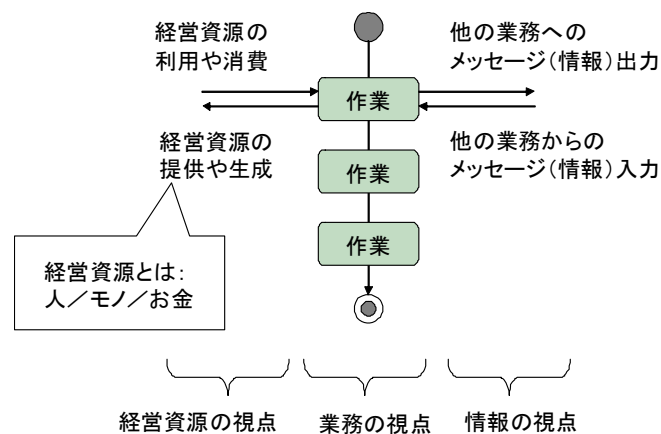 経営資源の
利用や消費
他の業務への
メッセージ（情報）出力
作業
経営資源の
提供や生成
他の業務からの
メッセージ（情報）入力
作業
作業
経営資源とは：
人／モノ／お金
経営資源の視点
業務の視点
情報の視点